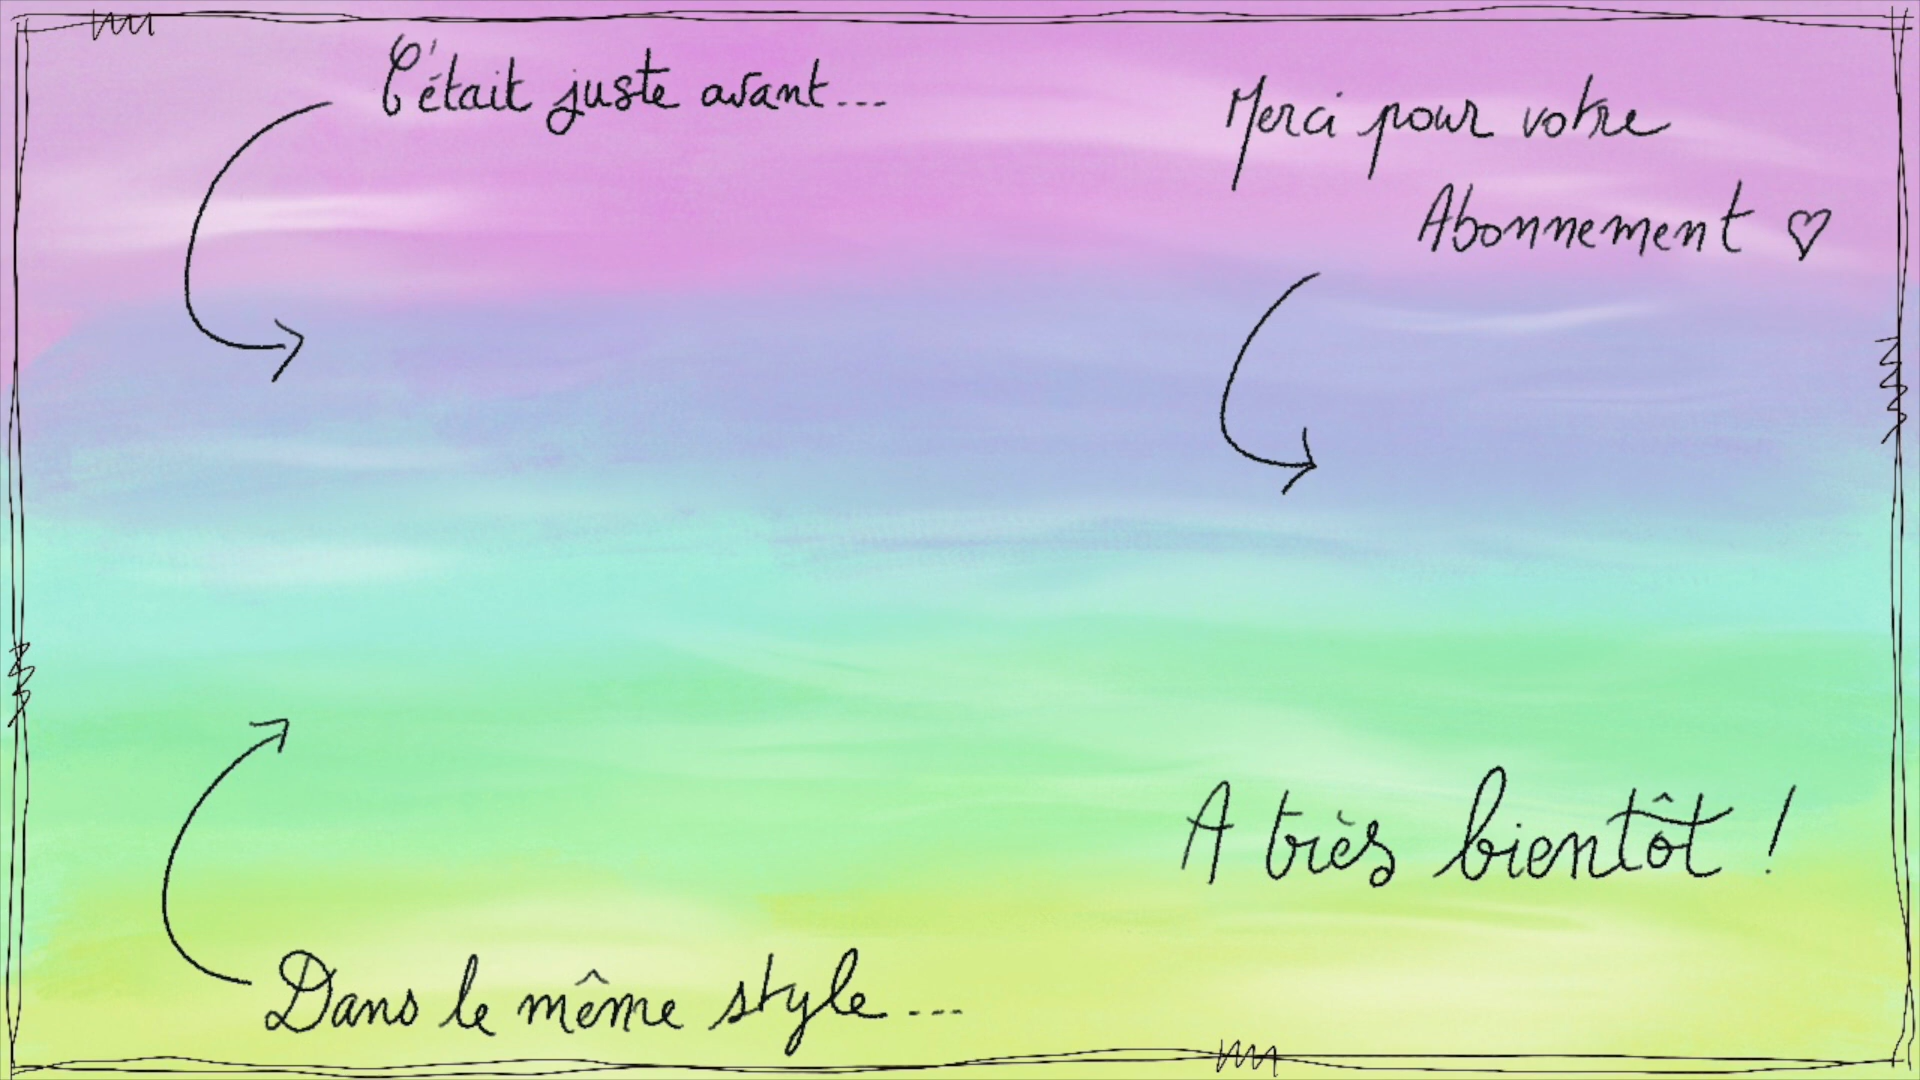 C'était juste avant...
Merci pour votre
Abonnement ♡
A très bientôt !
Dans le même style...